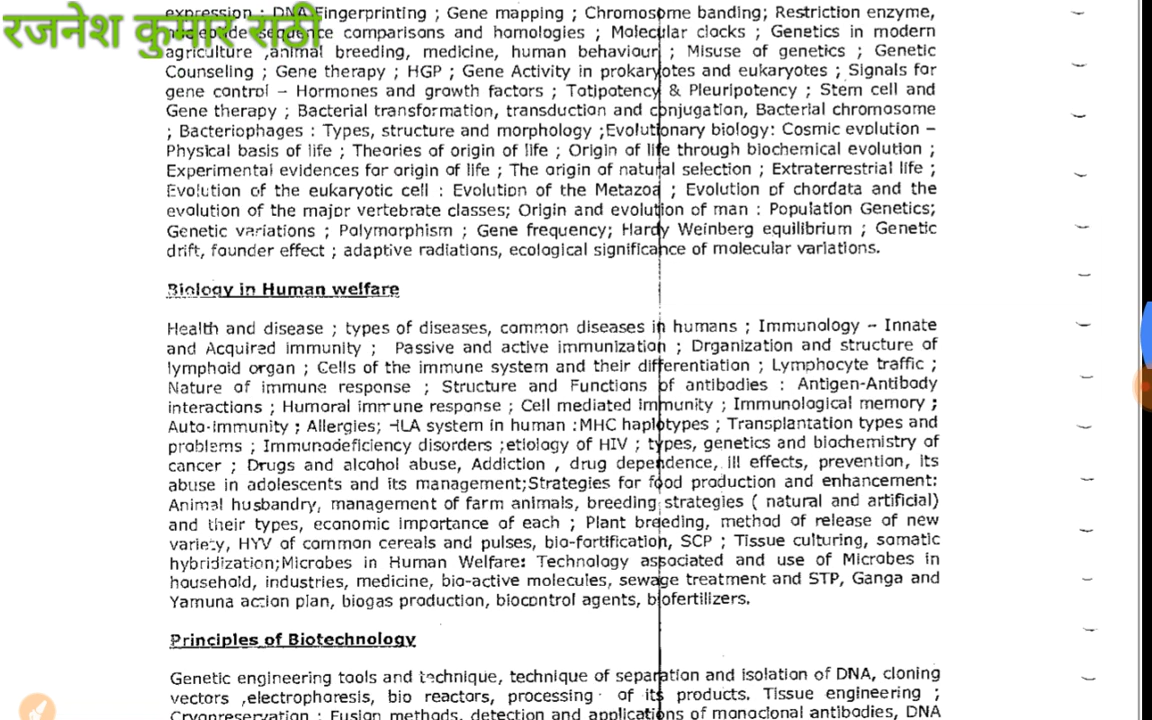 रजनेश कुमार राठी
expression : DNA Fingerprinting ; Gene mapping ; Chromosome banding; Restriction enzyme,
sequence comparisons and homologies ; Molecular clocks ; Genetics in modern
agriculture ,animal breeding, medicine, human behaviour ; Misuse of genetics ; Genetic
Counseling ; Gene therapy ; HGP ; Gene Activity in prokaryotes and eukaryotes ; Signals for
gene control – Hormones and growth factors ; Totipotency & Pleuripotency ; Stem cell and
Gene therapy ; Bacterial transformation, transduction and conjugation, Bacterial chromosome
; Bacteriophages : Types, structure and morphology ;Evolutionary biology: Cosmic evolution –
Physical basis of life ; Theories of origin of life ; Origin of life through biochemical evolution ;
Experimental evidences for origin of life ; The origin of natural selection ; Extraterrestrial life ;
Evolution of the eukaryotic cell : Evolution of the Metazoa ; Evolution of chordata and the
evolution of the major vertebrate classes; Origin and evolution of man : Population Genetics;
Genetic variations ; Polymorphism ; Gene frequency; Hardy Weinberg equilibrium ; Genetic
drift, founder effect ; adaptive radiations, ecological significance of molecular variations.
Biology in Human welfare
Health and disease ; types of diseases, common diseases in humans ; Immunology – Innate
and Acquired immunity ; Passive and active immunization ; Organization and structure of
lymphoid organ ; Cells of the immune system and their differentiation ; Lymphocyte traffic ;
Nature of immune response ; Structure and Functions of antibodies : Antigen-Antibody
interactions ; Humoral immune response ; Cell mediated immunity ; Immunological memory ;
Auto-immunity ; Allergies; HLA system in human :MHC haplotypes ; Transplantation types and
problems ; Immunodeficiency disorders ;etiology of HIV ; types, genetics and biochemistry of
cancer ; Drugs and alcohol abuse, Addiction , drug dependence, ill effects, prevention, its
abuse in adolescents and its management;Strategies for food production and enhancement:
Animal husbandry, management of farm animals, breeding strategies ( natural and artificial)
and their types, economic importance of each ; Plant breeding, method of release of new
variety, HYV of common cereals and pulses, bio-fortification, SCP ; Tissue culturing, somatic
hybridization;Microbes in Human Welfare: Technology associated and use of Microbes in
household, industries, medicine, bio-active molecules, sewage treatment and STP, Ganga and
Yamuna action plan, biogas production, biocontrol agents, biofertilizers.
Principles of Biotechnology
Genetic engineering tools and technique, technique of separation and isolation of DNA, cloning
vectors ,electrophoresis, bio reactors, processing of its products. Tissue engineering ;
Cryopreservation ; Fusion methods, detection and applications of monoclonal antibodies, DNA